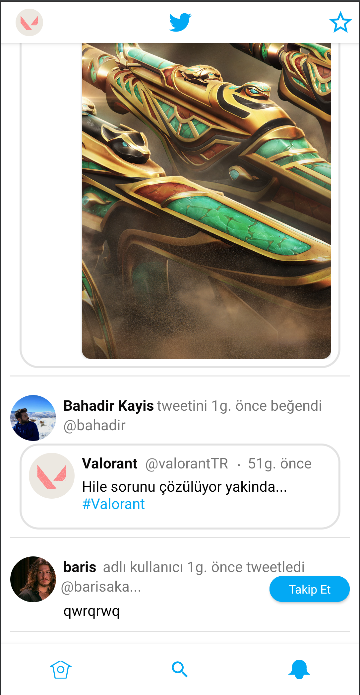 Bahadir Kayis tweetini 1g. önce beğendi
@bahadir
Valorant @valorantTR · 51g. önce
Hile sorunu çözülüyor yakinda...
#Valorant
baris adlı kullanıcı 1g. önce tweetledi
@barisaka...
Takip Et
qwrqrwq